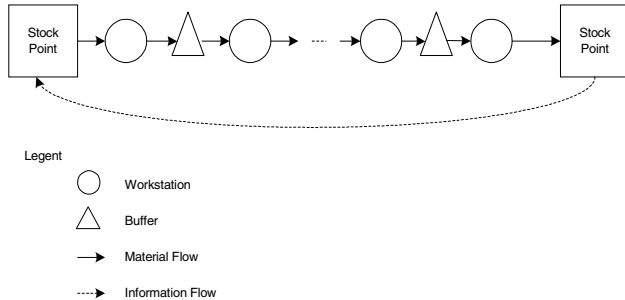 Stock
Point
Stock
Point
Legent
Workstation
Buffer
Material Flow
Information Flow